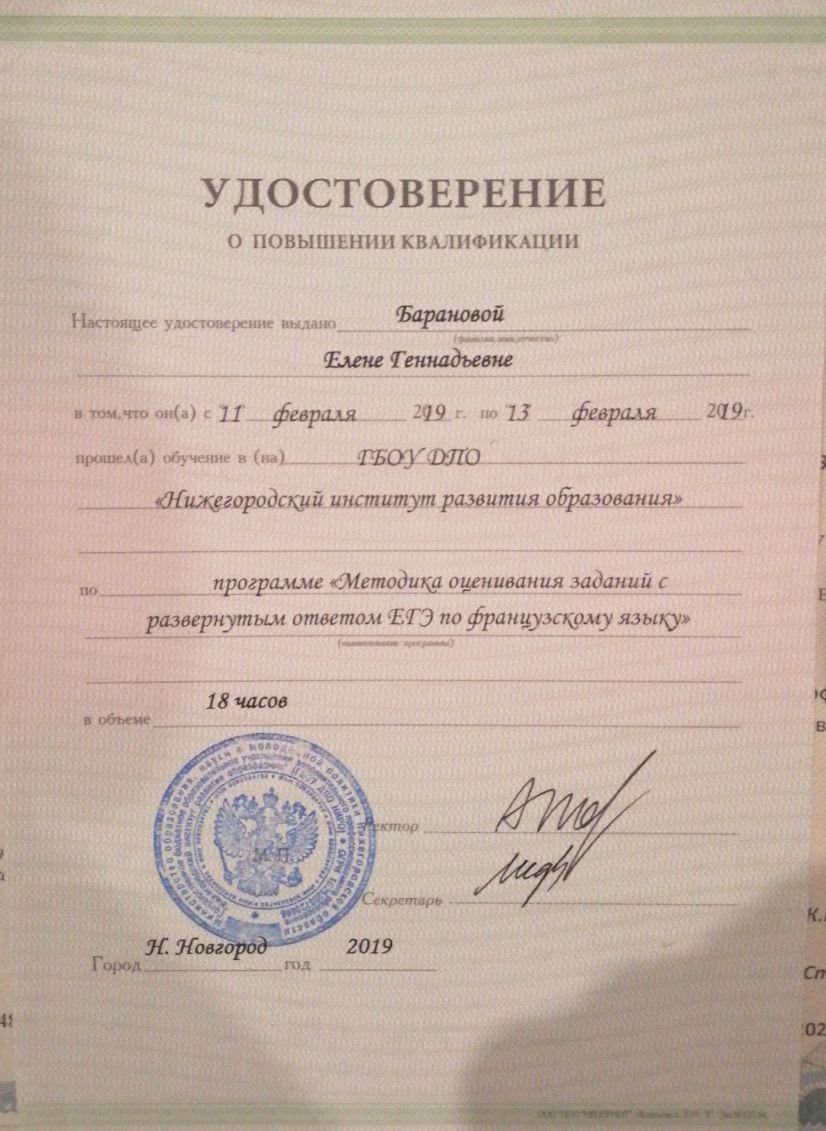 УДОСТОВЕРЕНИЕ
О ПОВЫШЕНИИ КВАЛИФИКАЦИИ
Настоящее удостоверение выдано Барановой
(фамилия, имя, отчество)
Елене Геннадьевне
в том,что он(а) с "11" февраля 2019 г. по "13" февраля 2019г.
прошел(а) обучение в (на) ГБОУ ДПО
«Нижегородский институт развития образования»
по программе «Методика оценивания заданий с
развернутым ответом ЕГЭ по французскому языку»
(наименование программы)
в объеме 18 часов
М.П.
Ректор
Секретарь
Город Н. Новгород год 2019